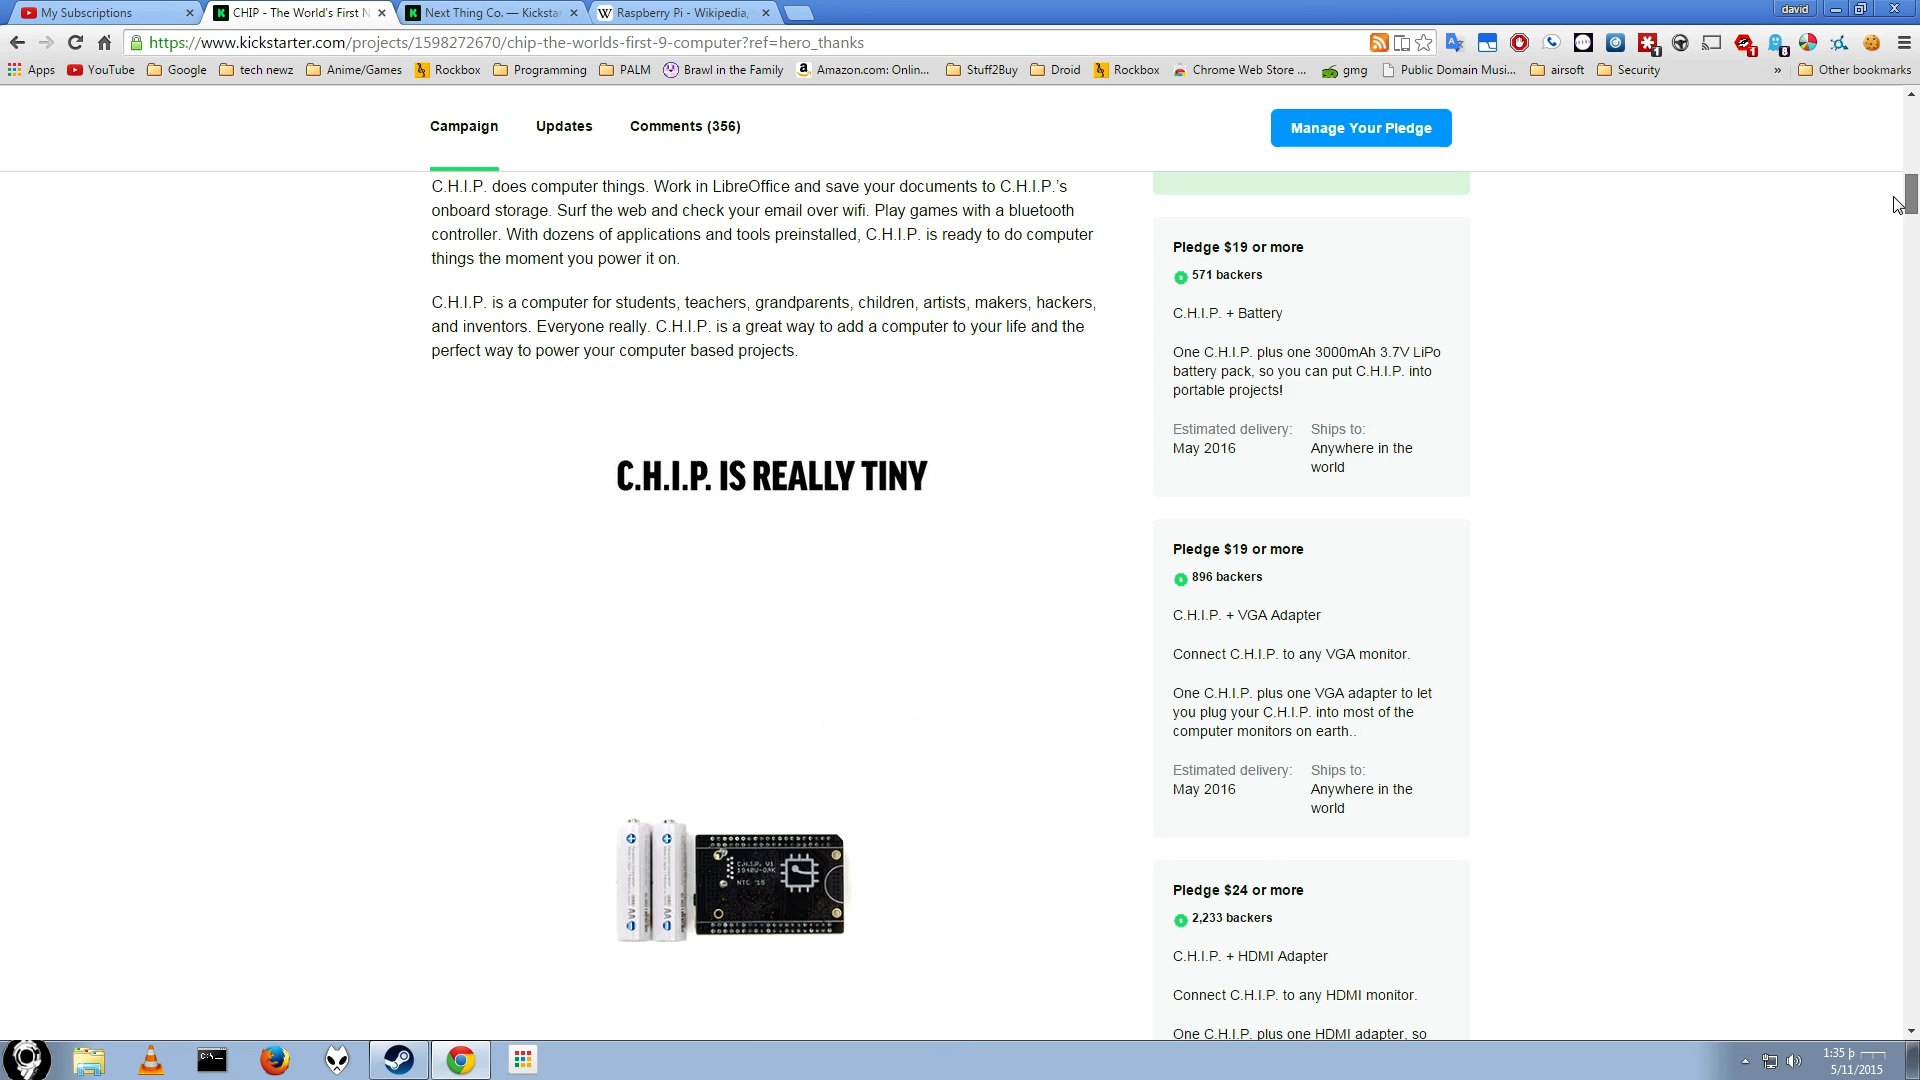 My Subscriptions
CHIP - The World's First N
Next Thing Co. — Kicksta
Raspberry Pi - Wikipedia,
david
https://www.kickstarter.com/projects/1598272670/chip-the-worlds-first-9-computer?ref=hero_thanks
Apps
YouTube
Google
tech newz
Anime/Games
Rockbox
Programming
PALM
Brawl in the Family
Amazon.com: Onlin...
Stuff2Buy
Droid
Rockbox
Chrome Web Store ...
gmg
Public Domain Musi...
airsoft
Security
»
Other bookmarks
Campaign
Updates
Comments (356)
Manage Your Pledge
C.H.I.P. does computer things. Work in LibreOffice and save your documents to C.H.I.P.'s
onboard storage. Surf the web and check your email over wifi. Play games with a bluetooth
controller. With dozens of applications and tools preinstalled, C.H.I.P. is ready to do computer
things the moment you power it on.
C.H.I.P. is a computer for students, teachers, grandparents, children, artists, makers, hackers,
and inventors. Everyone really. C.H.I.P. is a great way to add a computer to your life and the
perfect way to power your computer based projects.
C.H.I.P. IS REALLY TINY
C.H.I.P. V1
NTC '15
AA
AA
Pledge $19 or more
571 backers
C.H.I.P. + Battery
One C.H.I.P. plus one 3000mAh 3.7V LiPo
battery pack, so you can put C.H.I.P. into
portable projects!
Estimated delivery:
May 2016
Ships to:
Anywhere in the
world
Pledge $19 or more
896 backers
C.H.I.P. + VGA Adapter
Connect C.H.I.P. to any VGA monitor.
One C.H.I.P. plus one VGA adapter to let
you plug your C.H.I.P. into most of the
computer monitors on earth..
Estimated delivery:
May 2016
Ships to:
Anywhere in the
world
Pledge $24 or more
2,233 backers
C.H.I.P. + HDMI Adapter
Connect C.H.I.P. to any HDMI monitor.
One C.H.I.P. plus one HDMI adapter, so
1:35
5/11/2015